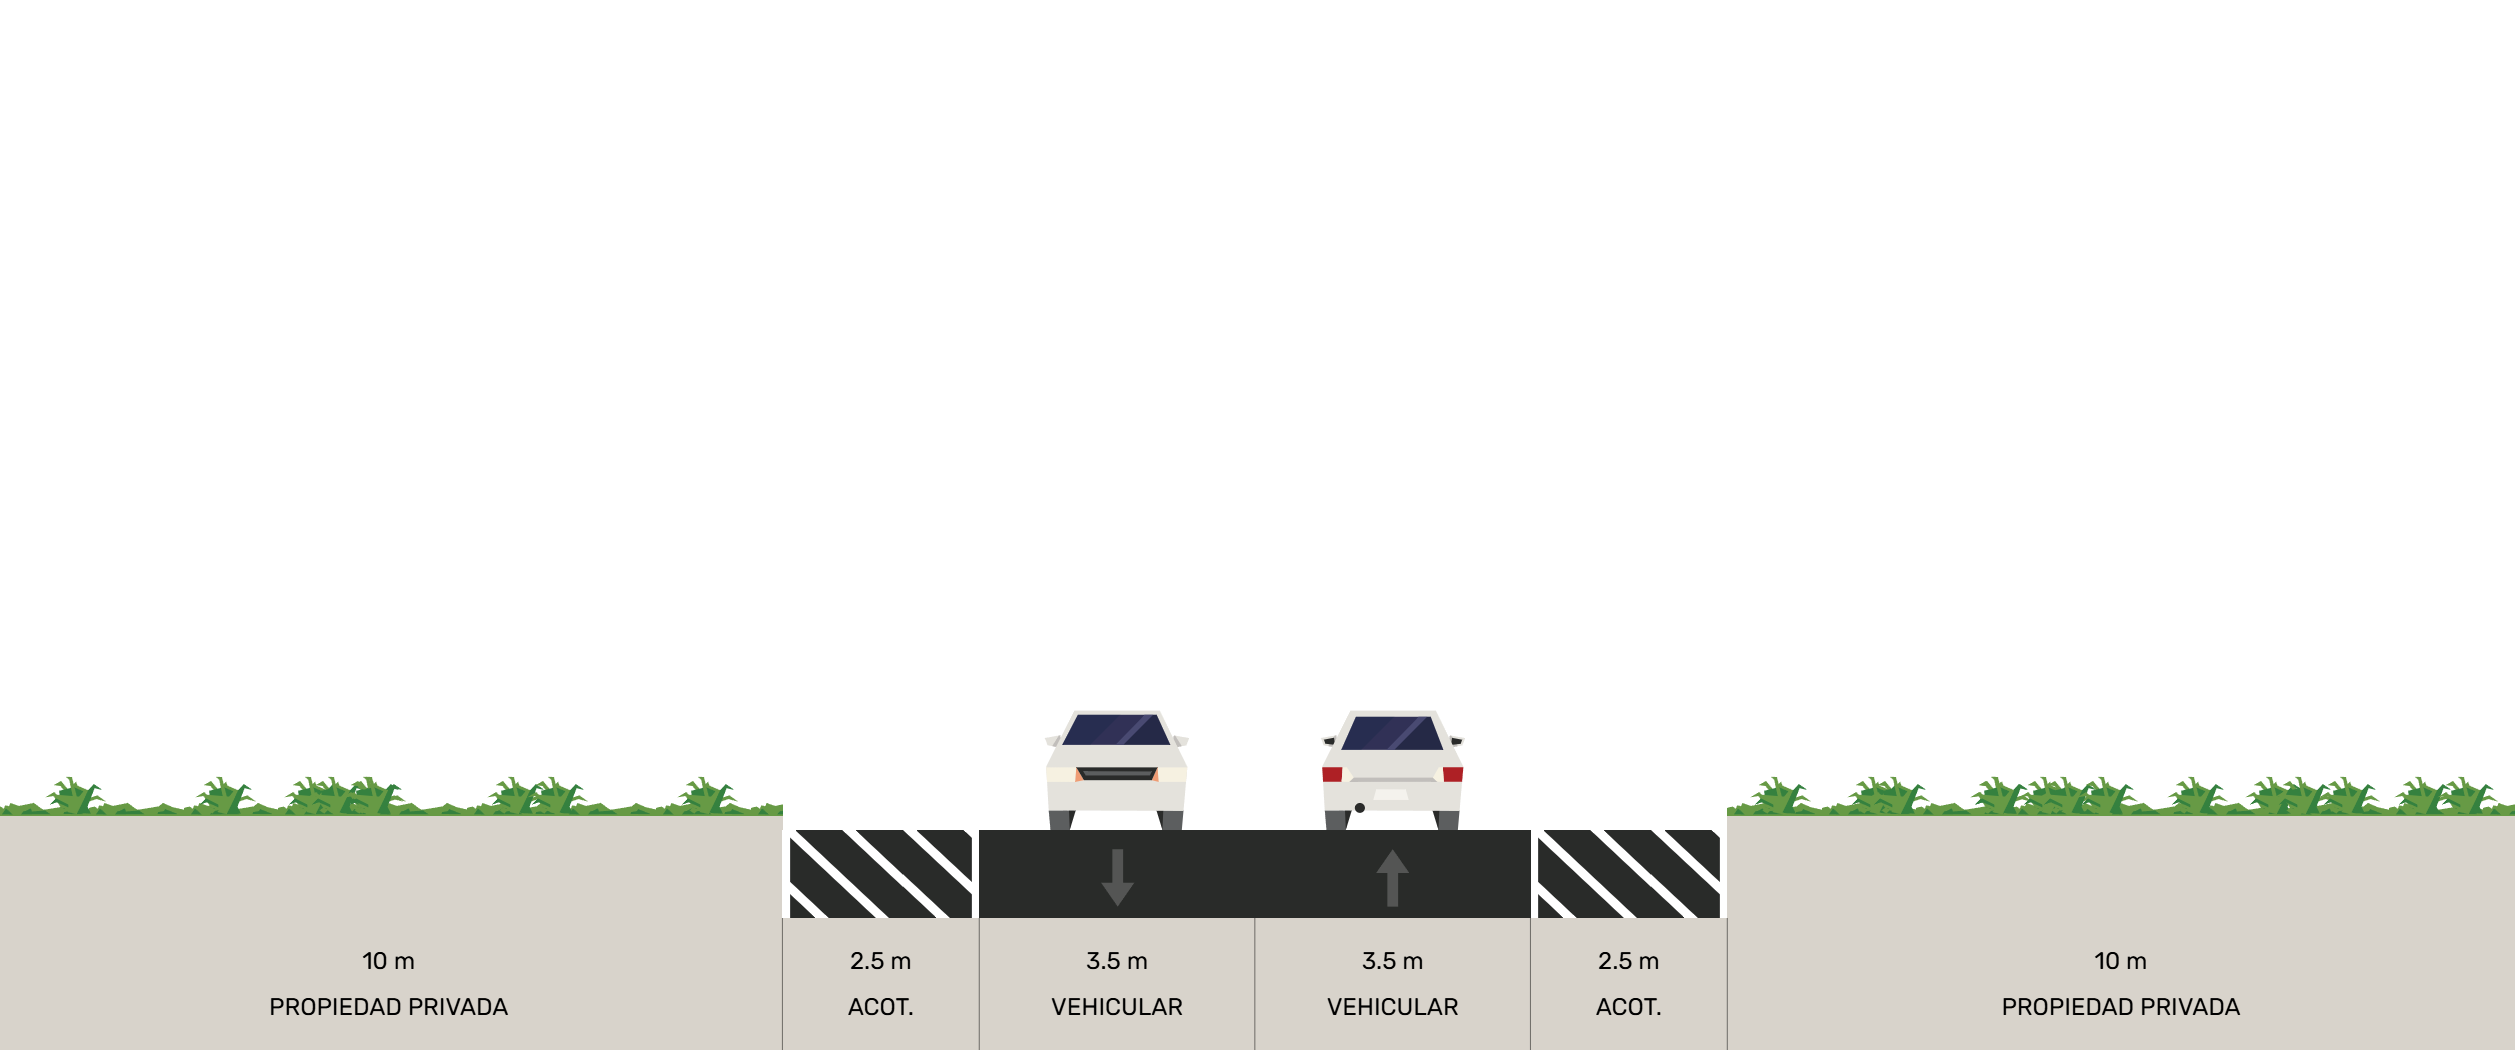 10 m
PROPIEDAD PRIVADA
2.5 m
ACOT.
3.5 m
VEHICULAR
3.5 m
VEHICULAR
2.5 m
ACOT.
10 m
PROPIEDAD PRIVADA